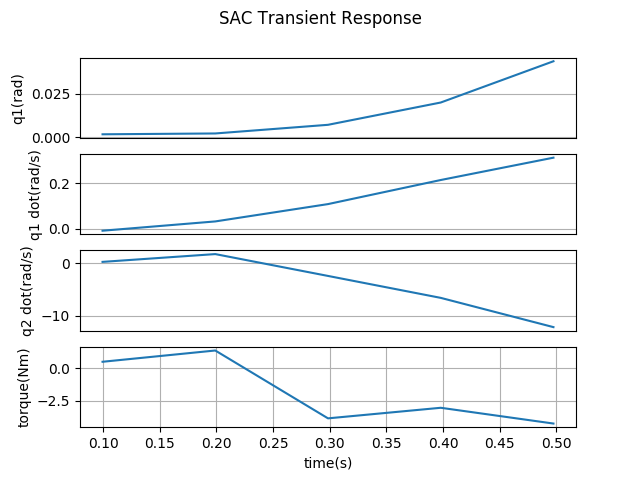 SAC Transient Response
q1(rad)
0.025
0.000
q1 dot(rad/s)
0.2
0.0
q2 dot(rad/s)
0
−10
torque(Nm)
0.0
−2.5
0.10 0.15 0.20 0.25 0.30 0.35 0.40 0.45 0.50
time(s)